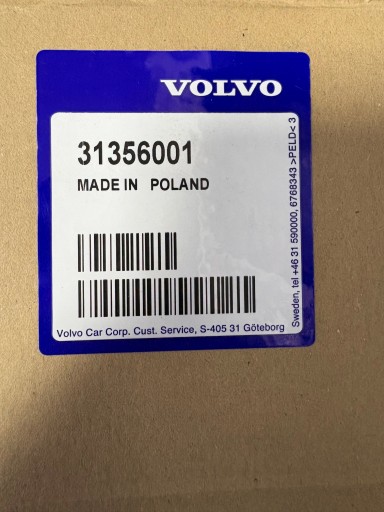 VOLVO
31356001
MADE IN POLAND
Volvo Car Corp. Cust. Service, S-405 31 Göteborg
Sweden, tel +46 31 590000, 6768343 >PELD< 3